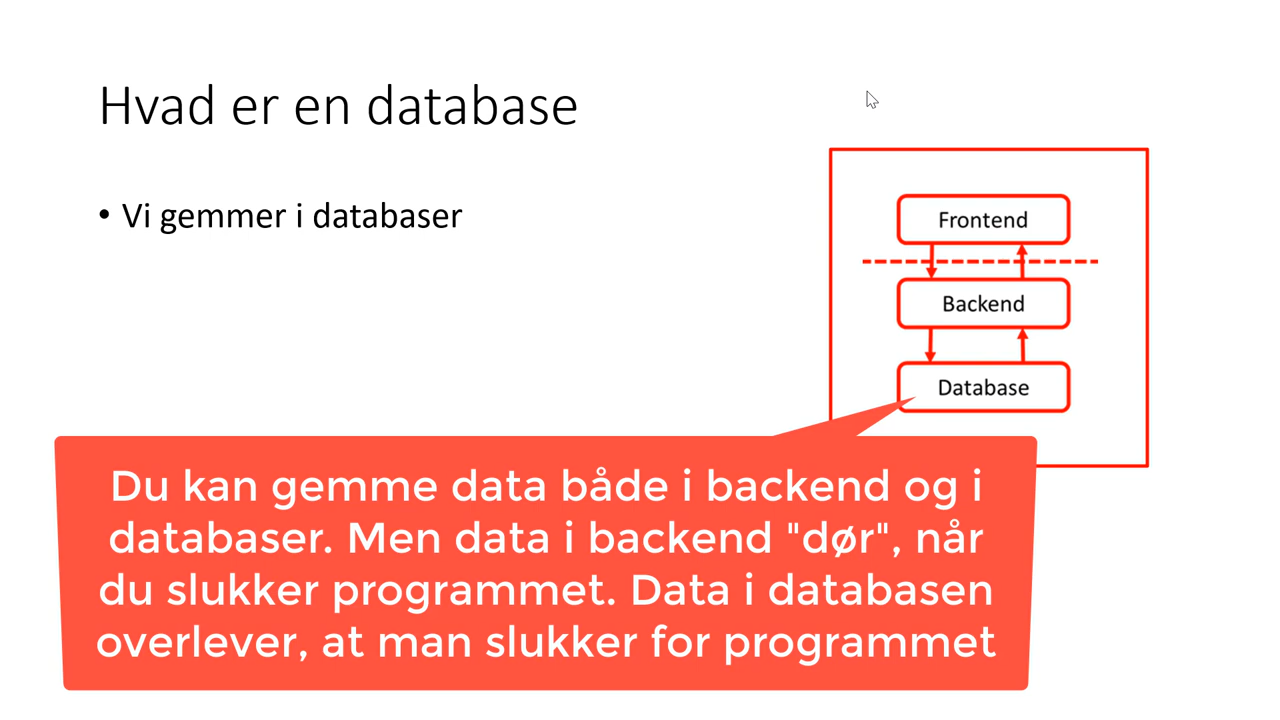 Hvad er en database
• Vi gemmer i databaser
Frontend
Backend
Database
Du kan gemme data både i backend og i
databaser. Men data i backend "dør", når
du slukker programmet. Data i databasen
overlever, at man slukker for programmet